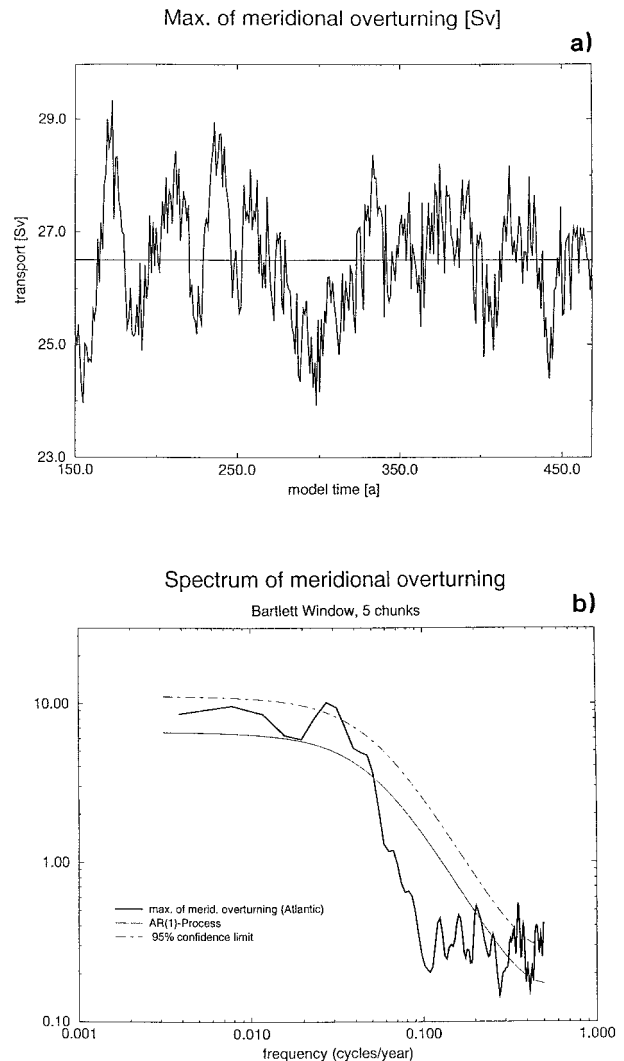 Max. of meridional overturning [Sv]
a)
29.0
27.0
25.0
23.0
transport [Sv]
150.0 250.0 350.0 450.0
model time [a]
Spectrum of meridional overturning
Bartlett Window, 5 chunks
b)
10.00
1.00
0.10
max. of merid. overturning (Atlantic)
AR(1)-Process
95% confidence limit
0.001 0.010 0.100 1.000
frequency (cycles/year)